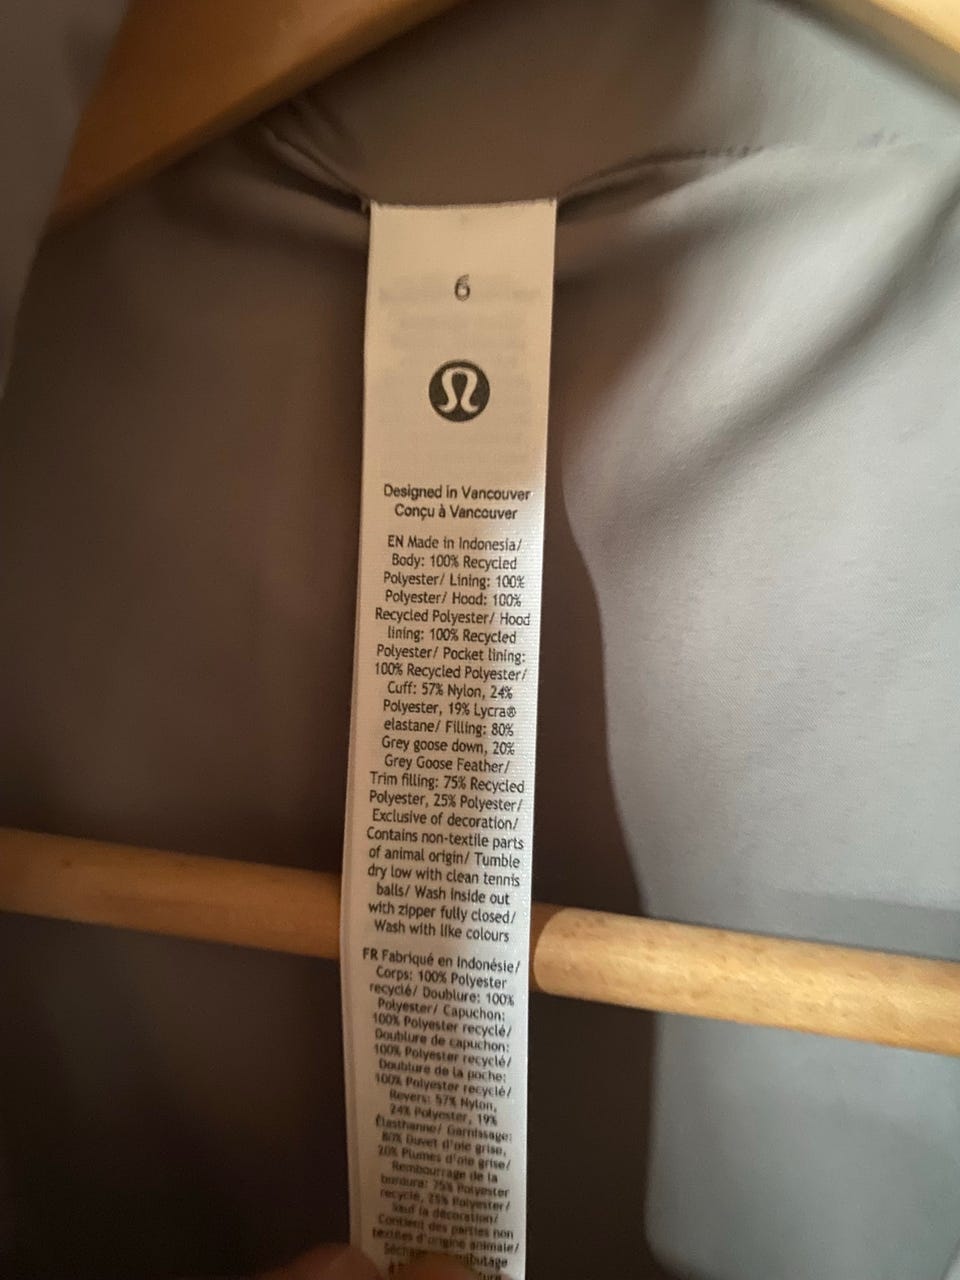 6
Designed in Vancouver
Conçu à Vancouver
EN Made in Indonesia/
Body: 100% Recycled
Polyester/ Lining: 100%
Polyester/ Hood: 100%
Recycled Polyester/ Hood
lining: 100% Recycled
Polyester/ Pocket lining:
100% Recycled Polyester/
Cuff: 57% Nylon, 24%
Polyester, 19% Lycra®
elastane/ Filling: 80%
Grey goose down, 20%
Grey Goose Feather/
Trim filling: 75% Recycled
Polyester, 25% Polyester/
Exclusive of decoration/
Contains non-textile parts
of animal origin/ Tumble
dry low with clean tennis
balls/ Wash inside out
with zipper fully closed/
Wash with like colours
FR Fabriqué en Indonésie/
Corps: 100% Polyester
recyclé/ Doublure: 100%
Polyester/ Capuchon:
100% Polyester recyclé/
Doublure de capuchon:
100% Polyester recyclé/
Doublure de la poche:
100% Polyester recyclé/
Revers: 57% Nylon,
24% Polyester, 19%
Élasthanne/ Garnissage:
80% Duvet d'oie grise,
20% Plumes d'oie grise/
Rembourrage de la
bordure: 75% Polyester
recyclé, 25% Polyester/
Sauf la décoration/
Contient des parties non
textiles d'origine animale/